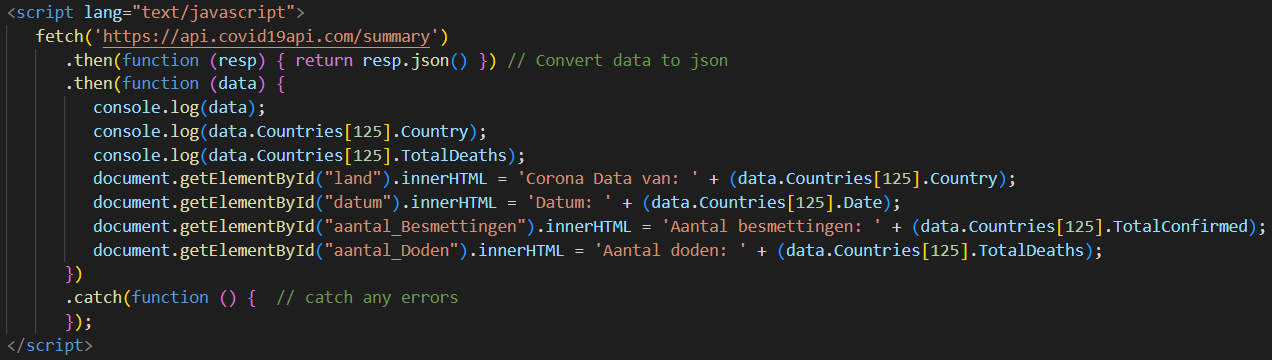 <script lang="text/javascript">
fetch('https://api.covid19api.com/summary')
.then(function (resp) { return resp.json() }) // Convert data to json
.then(function (data) {
console.log(data);
console.log(data.Countries[125].Country);
console.log(data.Countries[125].TotalDeaths);
document.getElementById("land").innerHTML = 'Corona Data van: ' + (data.Countries[125].Country);
document.getElementById("datum").innerHTML = 'Datum: ' + (data.Countries[125].Date);
document.getElementById("aantal_Besmettingen").innerHTML = 'Aantal besmettingen: ' + (data.Countries[125].TotalConfirmed);
document.getElementById("aantal_Doden").innerHTML = 'Aantal doden: ' + (data.Countries[125].TotalDeaths);
})
.catch(function () {  // catch any errors
});
</script>